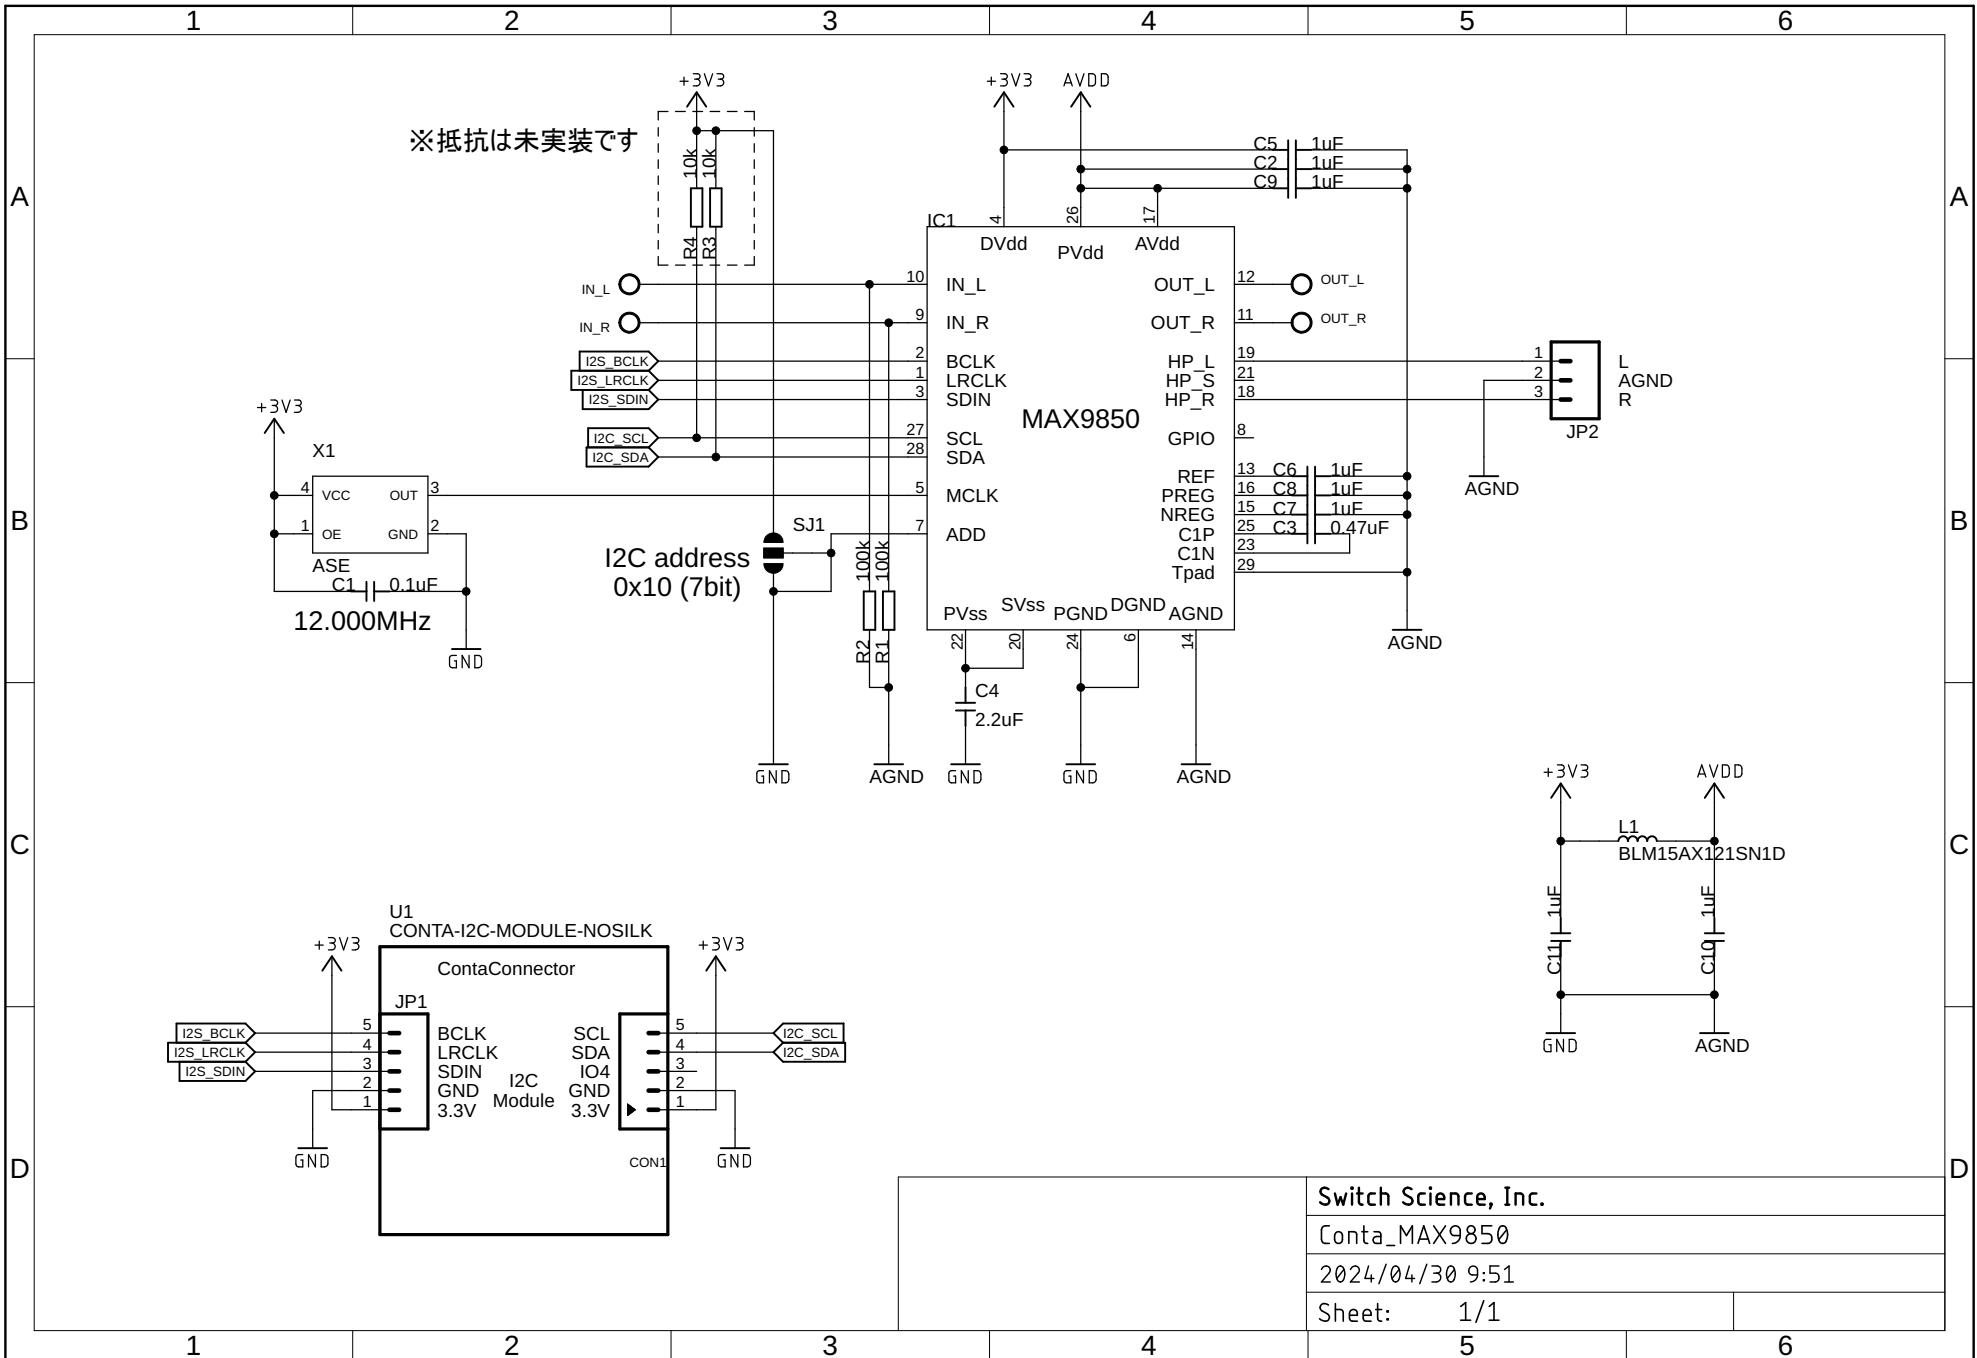 1 2 3 4 5 6
A A
B B
C C
D D
+3V3
※抵抗は未実装です
10k 10k
R4 R3
+3V3 AVDD
C5 1uF
C2 1uF
C9 1uF
IC1
4 26 17
DVdd PVdd AVdd
IN_L 10 IN_L OUT_L 12 OUT_L
IN_R 9 IN_R OUT_R 11 OUT_R
I2S_BCLK 2 BCLK HP_L 19
I2S_LRCLK 1 LRCLK HP_S 21
I2S_SDIN 3 SDIN HP_R 18
MAX9850
I2C_SCL 27 SCL GPIO 8
I2C_SDA 28 SDA
REF 13 C6 1uF
5 MCLK PREG 16 C8 1uF
NREG 15 C7 1uF
7 ADD C1P 25 C3 0.47uF
C1N 23
Tpad 29
PVss SVss PGND DGND AGND
22 20 24 6 14
AGND
1 L
2 AGND
3 R
JP2
AGND
+3V3
X1
4 VCC OUT 3
1 OE GND 2
ASE
C1 0.1uF
12.000MHz
GND
SJ1
I2C address
0x10 (7bit)
100k 100k
R2 R1
C4
2.2uF
GND AGND GND GND AGND
+3V3 AVDD
L1
BLM15AX121SN1D
1uF 1uF
C11 C10
GND AGND
U1
CONTA-I2C-MODULE-NOSILK
+3V3 +3V3
ContaConnector
JP1
I2S_BCLK 5 BCLK SCL 5 I2C_SCL
I2S_LRCLK 4 LRCLK SDA 4 I2C_SDA
I2S_SDIN 3 SDIN IO4 3
2 GND GND 2
1 3.3V 3.3V 1
I2C
Module
GND GND
CON1
Switch Science, Inc.
Conta_MAX9850
2024/04/30 9:51
Sheet: 1/1
1 2 3 4 5 6